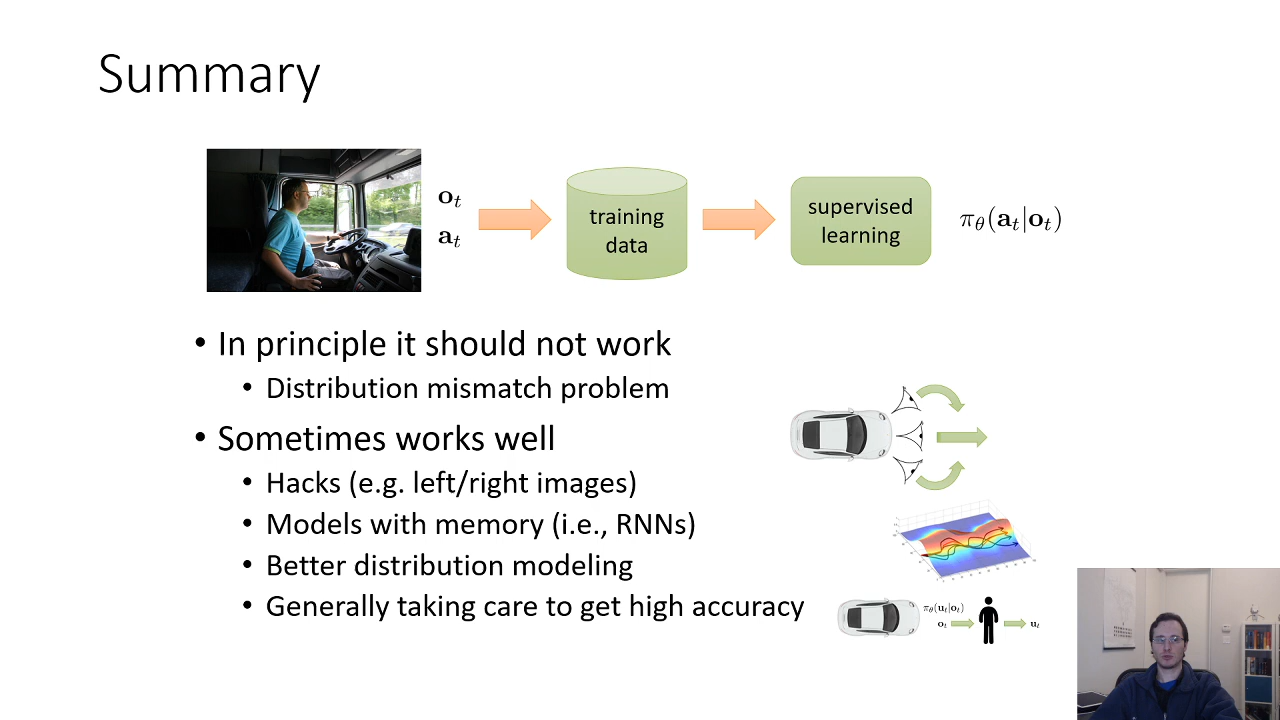 Summary
o_t
a_t
training
data
supervised
learning
π_θ(a_t|o_t)
• In principle it should not work
• Distribution mismatch problem
• Sometimes works well
• Hacks (e.g. left/right images)
• Models with memory (i.e., RNNs)
• Better distribution modeling
• Generally taking care to get high accuracy
π_θ(u_t|o_t)
o_t
u_t